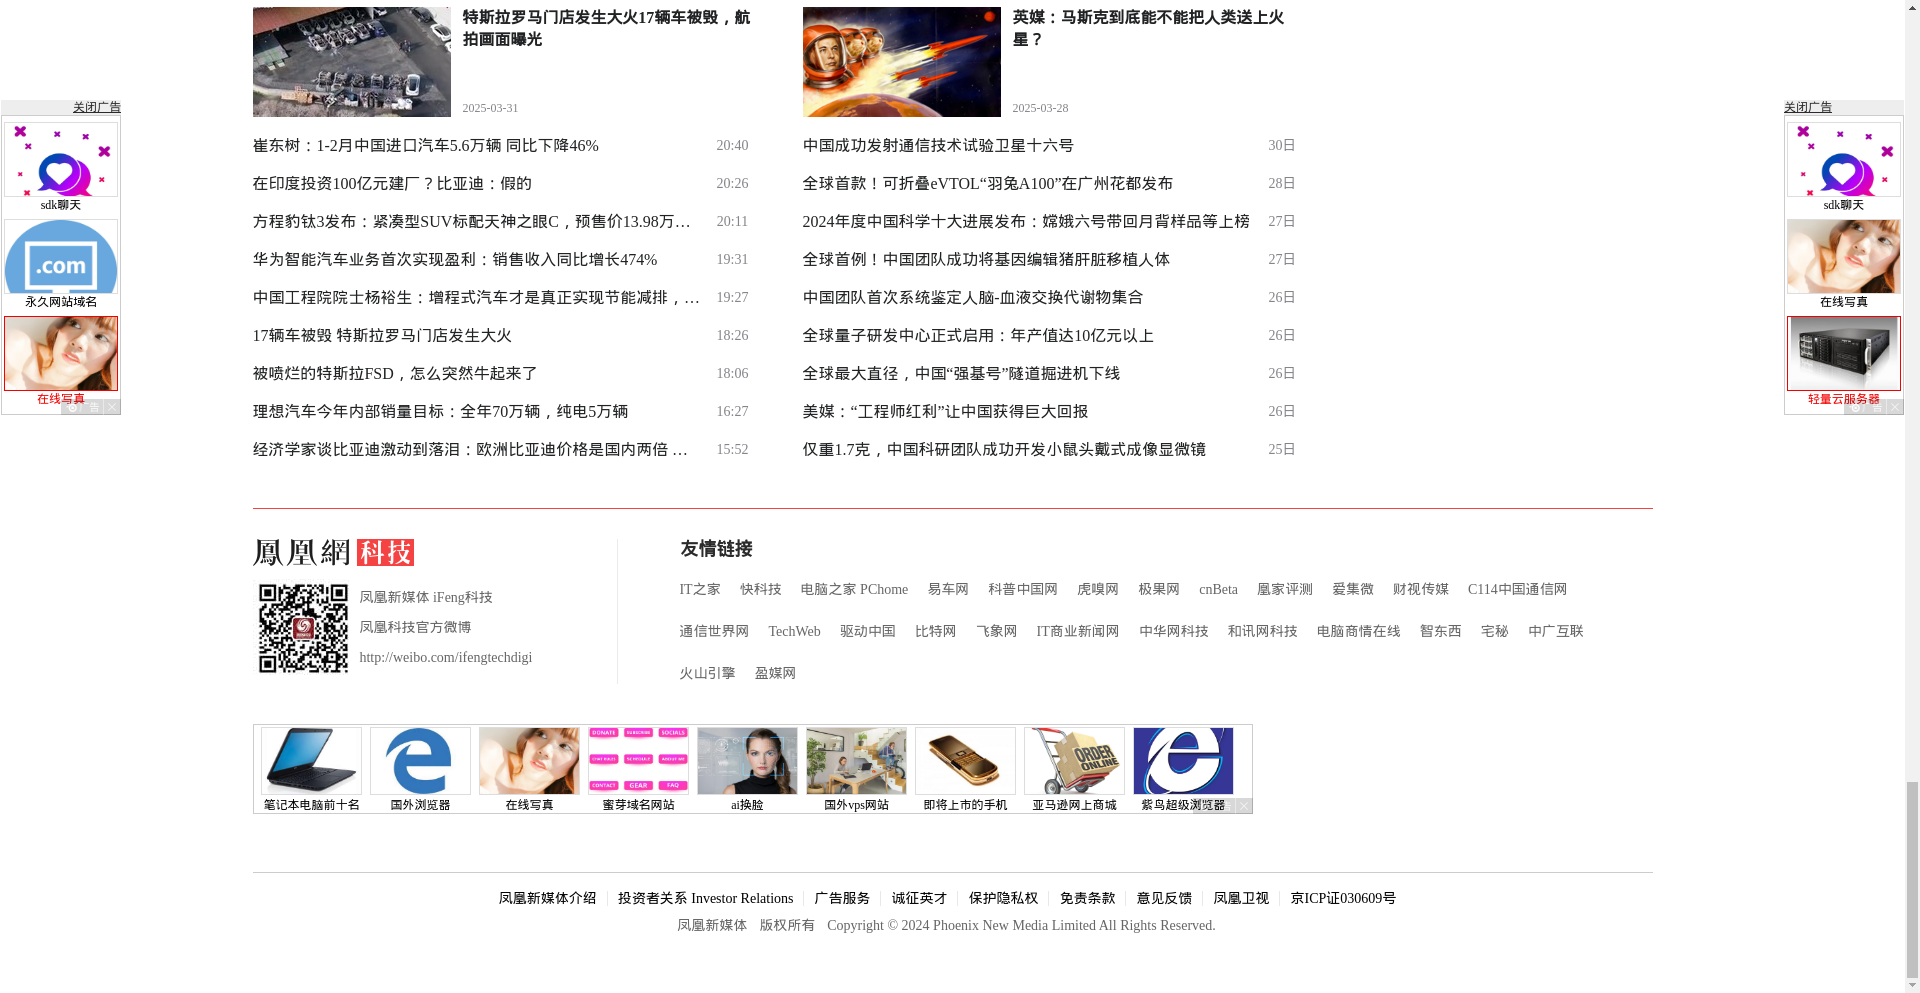 特斯拉罗马门店发生大火17辆车被毁，航
拍画面曝光
2025-03-31
英媒：马斯克到底能不能把人类送上火
星？
2025-03-28
崔东树：1-2月中国进口汽车5.6万辆 同比下降46% 20:40
在印度投资100亿元建厂？比亚迪：假的 20:26
方程豹钛3发布：紧凑型SUV标配天神之眼C，预售价13.98万… 20:11
华为智能汽车业务首次实现盈利：销售收入同比增长474% 19:31
中国工程院院士杨裕生：增程式汽车才是真正实现节能减排，… 19:27
17辆车被毁 特斯拉罗马门店发生大火 18:26
被喷烂的特斯拉FSD，怎么突然牛起来了 18:06
理想汽车今年内部销量目标：全年70万辆，纯电5万辆 16:27
经济学家谈比亚迪激动到落泪：欧洲比亚迪价格是国内两倍 … 15:52
中国成功发射通信技术试验卫星十六号 30日
全球首款！可折叠eVTOL“羽兔A100”在广州花都发布 28日
2024年度中国科学十大进展发布：嫦娥六号带回月背样品等上榜 27日
全球首例！中国团队成功将基因编辑猪肝脏移植人体 27日
中国团队首次系统鉴定人脑-血液交换代谢物集合 26日
全球量子研发中心正式启用：年产值达10亿元以上 26日
全球最大直径，中国“强基号”隧道掘进机下线 26日
美媒：“工程师红利”让中国获得巨大回报 26日
仅重1.7克，中国科研团队成功开发小鼠头戴式成像显微镜 25日
关闭广告
sdk聊天
.com
永久网站域名
在线写真
广告
关闭广告
sdk聊天
在线写真
轻量云服务器
广告
鳳凰網 科技
凤凰新媒体 iFeng科技
凤凰科技官方微博
http://weibo.com/ifengtechdigi
友情链接
IT之家 快科技 电脑之家 PChome 易车网 科普中国网 虎嗅网 极果网 cnBeta 凰家评测 爱集微 财视传媒 C114中国通信网
通信世界网 TechWeb 驱动中国 比特网 飞象网 IT商业新闻网 中华网科技 和讯网科技 电脑商情在线 智东西 宅秘 中广互联
火山引擎 盈媒网
DONATE SUBSCRIBE SOCIALS
CHAT RULES SCHEDULE ABOUT ME
CONTACT GEAR FAQ
ORDER
ONLINE
笔记本电脑前十名 国外浏览器 在线写真 蜜芽域名网站 ai换脸 国外vps网站 即将上市的手机 亚马逊网上商城 紫鸟超级浏览器
凤凰新媒体介绍 投资者关系 Investor Relations 广告服务 诚征英才 保护隐私权 免责条款 意见反馈 凤凰卫视 京ICP证030609号
凤凰新媒体 版权所有 Copyright © 2024 Phoenix New Media Limited All Rights Reserved.